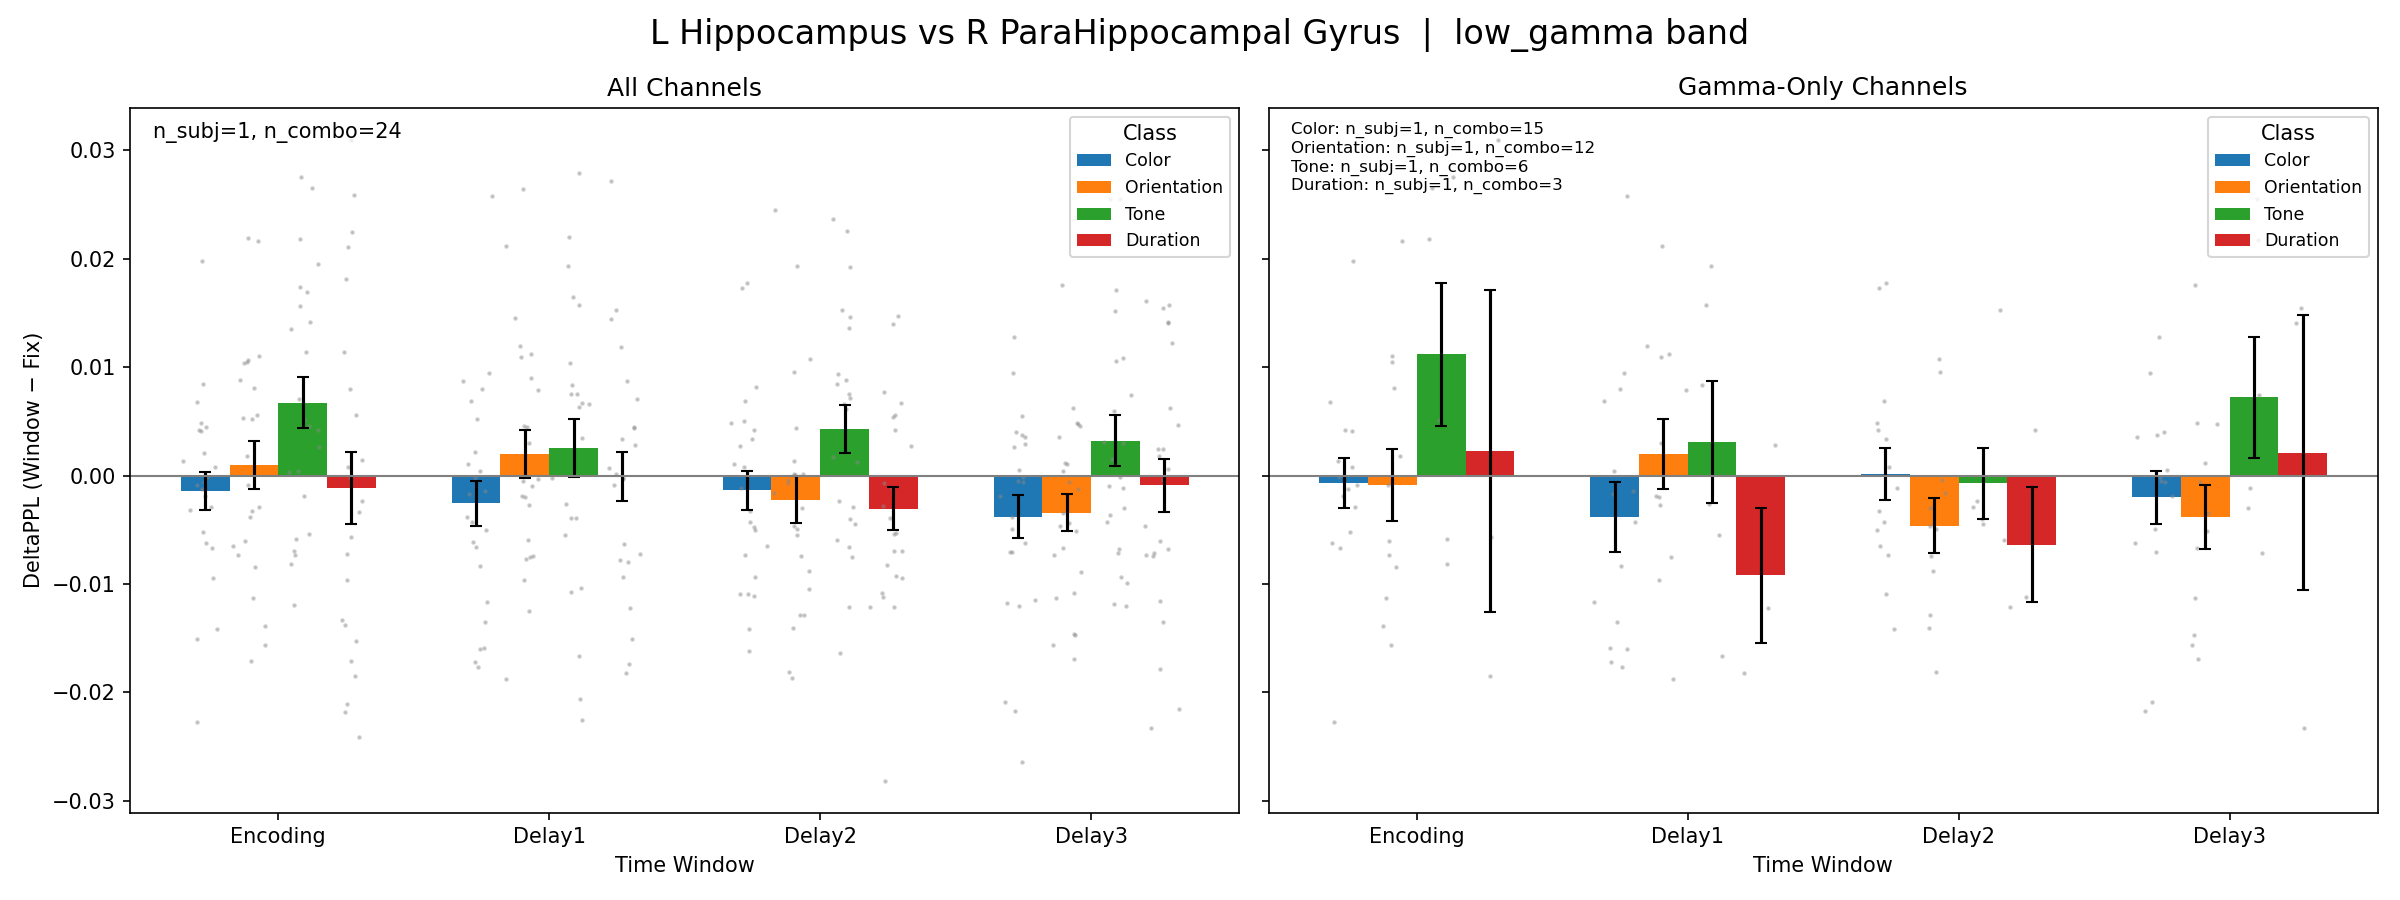 L Hippocampus vs R ParaHippocampal Gyrus | low_gamma band
All Channels
n_subj=1, n_combo=24
Class
Color
Orientation
Tone
Duration
DeltaPPL (Window − Fix)
0.03
0.02
0.01
0.00
−0.01
−0.02
−0.03
Encoding
Delay1
Delay2
Delay3
Time Window
Gamma-Only Channels
Color: n_subj=1, n_combo=15
Orientation: n_subj=1, n_combo=12
Tone: n_subj=1, n_combo=6
Duration: n_subj=1, n_combo=3
Class
Color
Orientation
Tone
Duration
Encoding
Delay1
Delay2
Delay3
Time Window